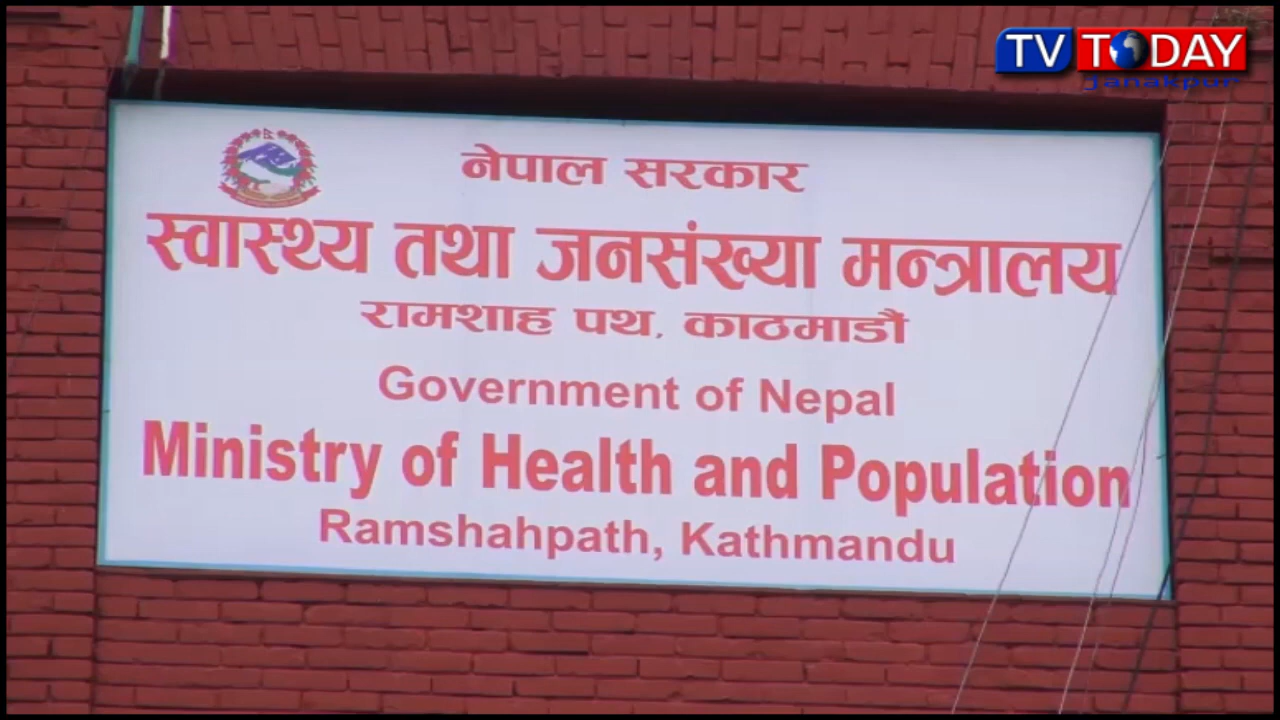 TV TODAY
Janakpur
नेपाल सरकार
स्वास्थ्य तथा जनसंख्या मन्त्रालय
रामशाह पथ, काठमाडौं
Government of Nepal
Ministry of Health and Population
Ramshahpath, Kathmandu